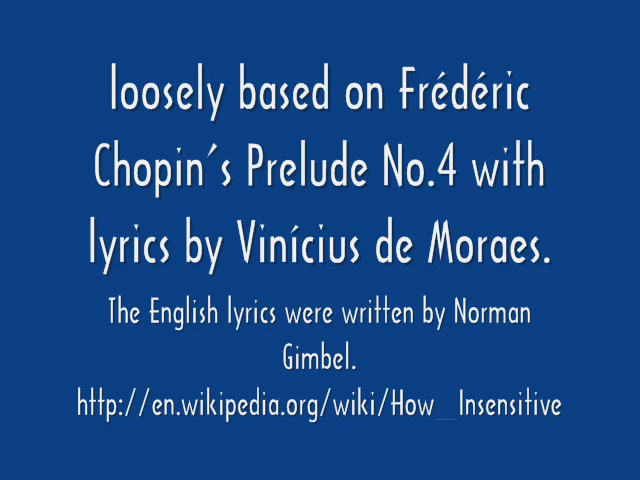 loosely based on Frédéric
Chopin´s Prelude No.4 with
lyrics by Vinícius de Moraes.
The English lyrics were written by Norman
Gimbel.
http://en.wikipedia.org/wiki/How_Insensitive